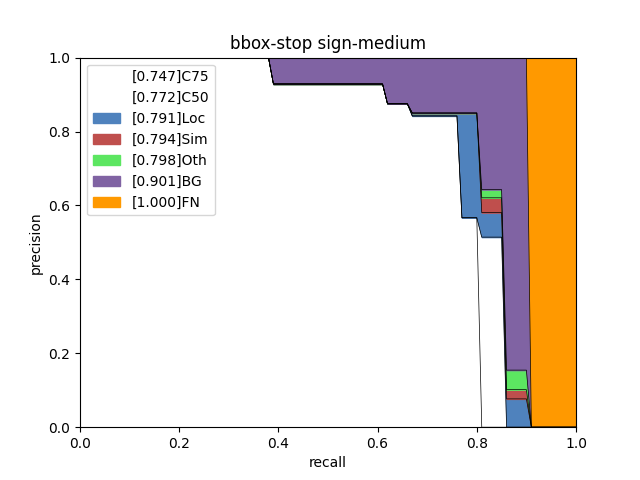 bbox-stop sign-medium
[0.747]C75
[0.772]C50
[0.791]Loc
[0.794]Sim
[0.798]Oth
[0.901]BG
[1.000]FN
precision
1.0
0.8
0.6
0.4
0.2
0.0
0.0 0.2 0.4 0.6 0.8 1.0
recall